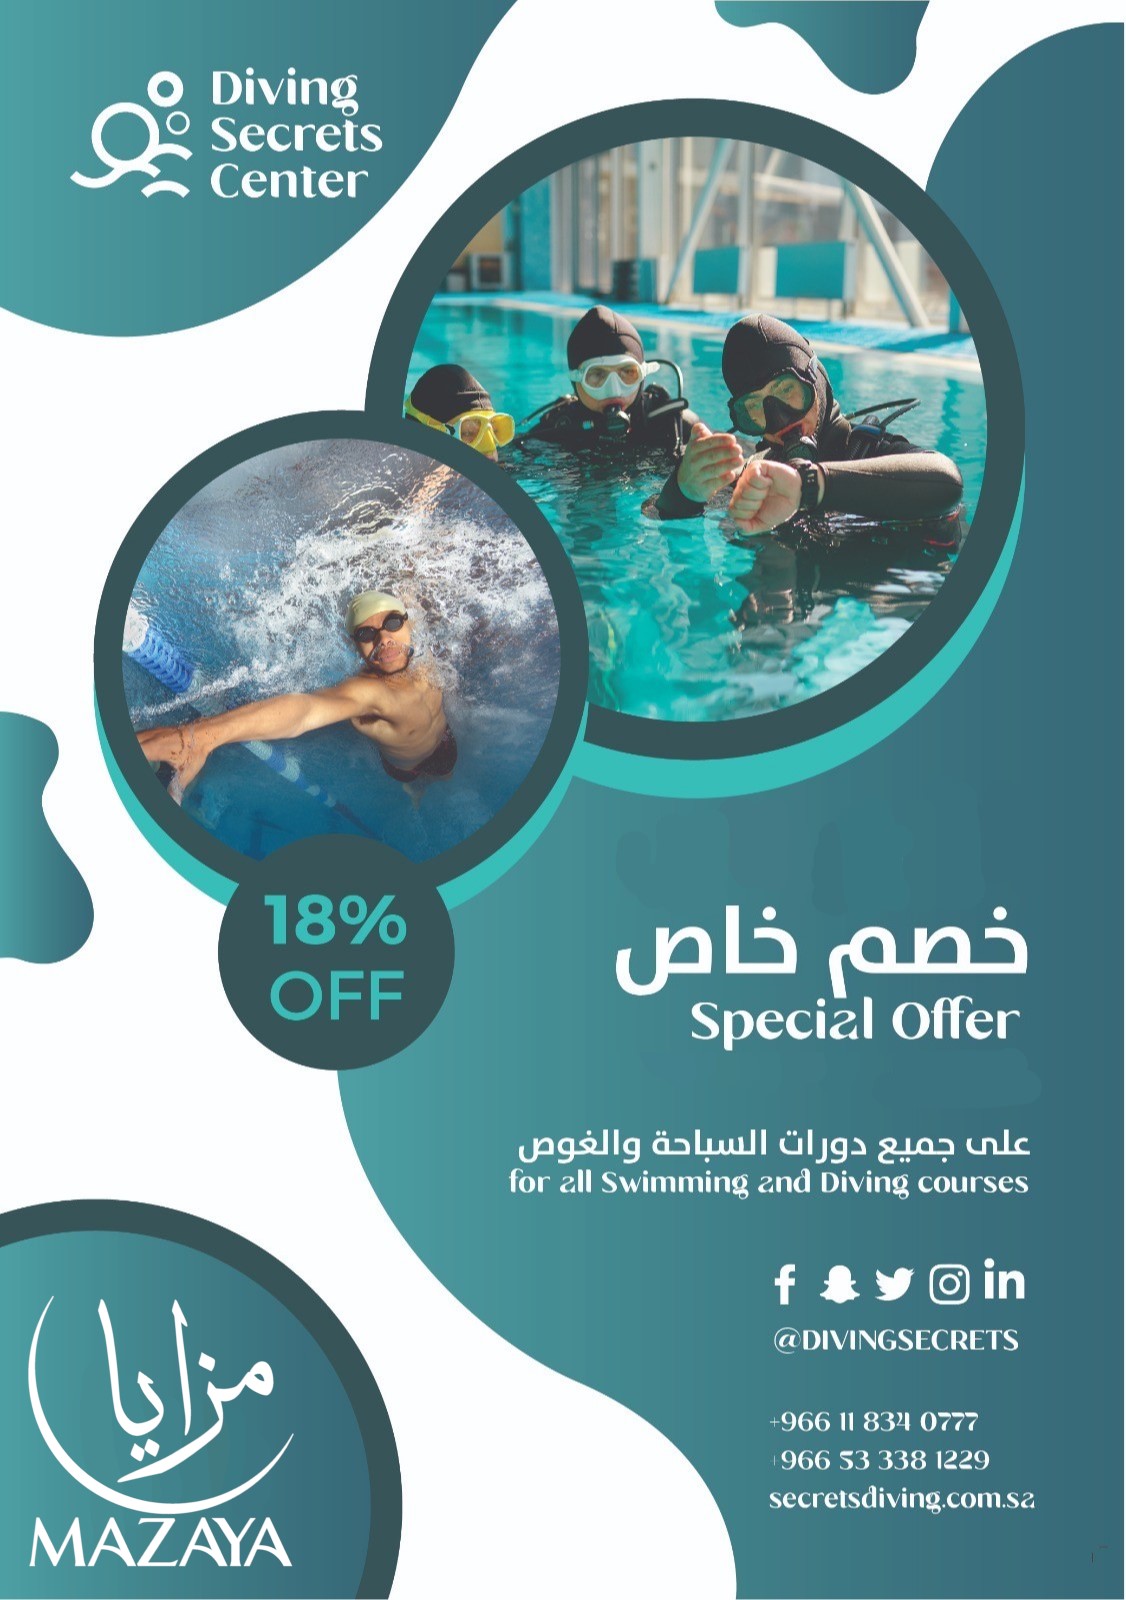 Diving
Secrets
Center
18%
OFF
خصم خاص
Special Offer
على جميع دورات السباحة والغوص
for all Swimming and Diving courses
@DIVINGSECRETS
+966 11 834 0777
+966 53 338 1229
secretsdiving.com.sa
مزايا
MAZAYA